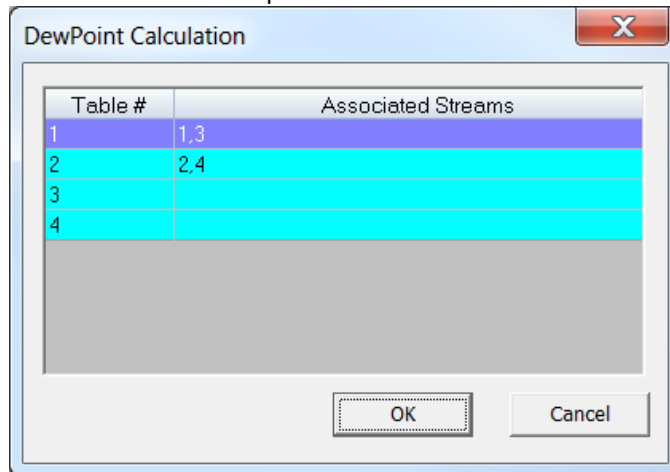 DewPoint Calculation
X
Table # Associated Streams
1 1,3
2 2,4
3
4
OK Cancel